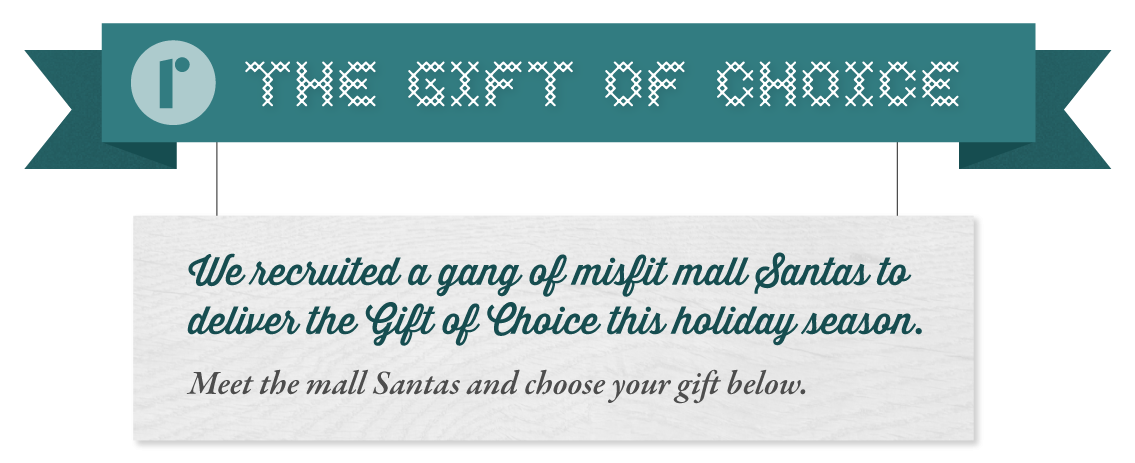 r THE GIFT OF CHOICE
We recruited a gang of misfit mall Santas to
deliver the Gift of Choice this holiday season.
Meet the mall Santas and choose your gift below.